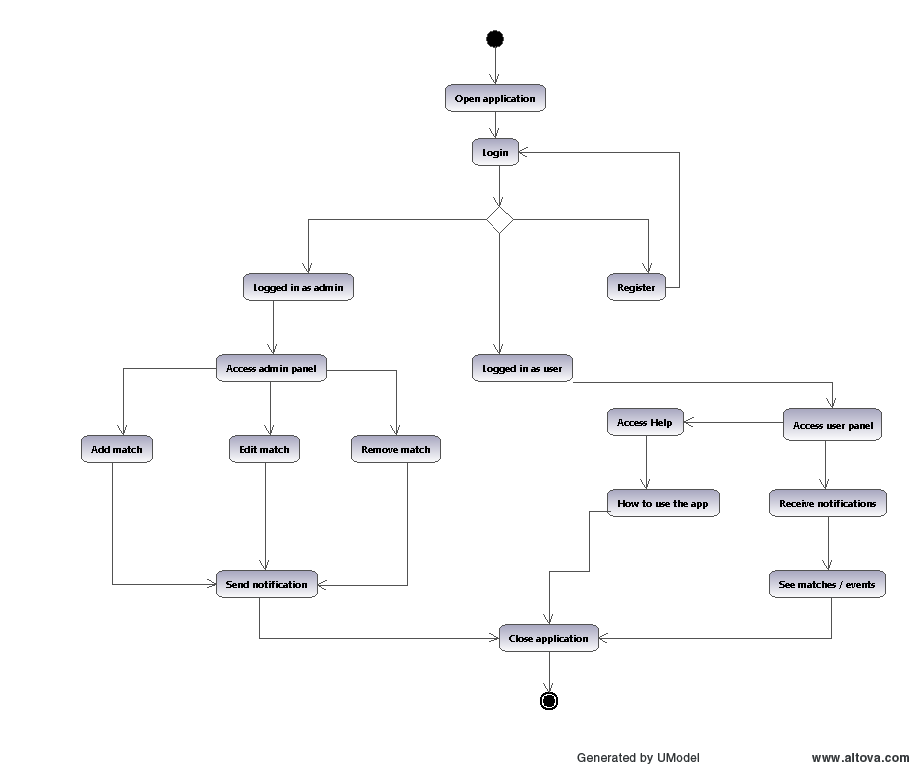 Open application
Login
Logged in as admin
Register
Access admin panel
Logged in as user
Access Help
Access user panel
Add match
Edit match
Remove match
How to use the app
Receive notifications
Send notification
See matches / events
Close application
Generated by UModel
www.altova.com